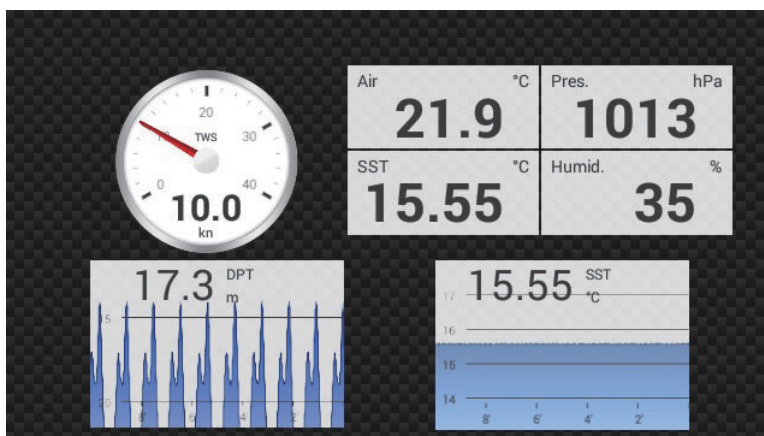 20
10
TWS
30
0
40
10.0
kn
Air °C
21.9
Pres. hPa
1013
SST °C
15.55
Humid. %
35
17.3 DPT
m
15
20
8' 6' 4' 2'
15.55 SST
°C
17
16
15
14
8' 6' 4' 2'